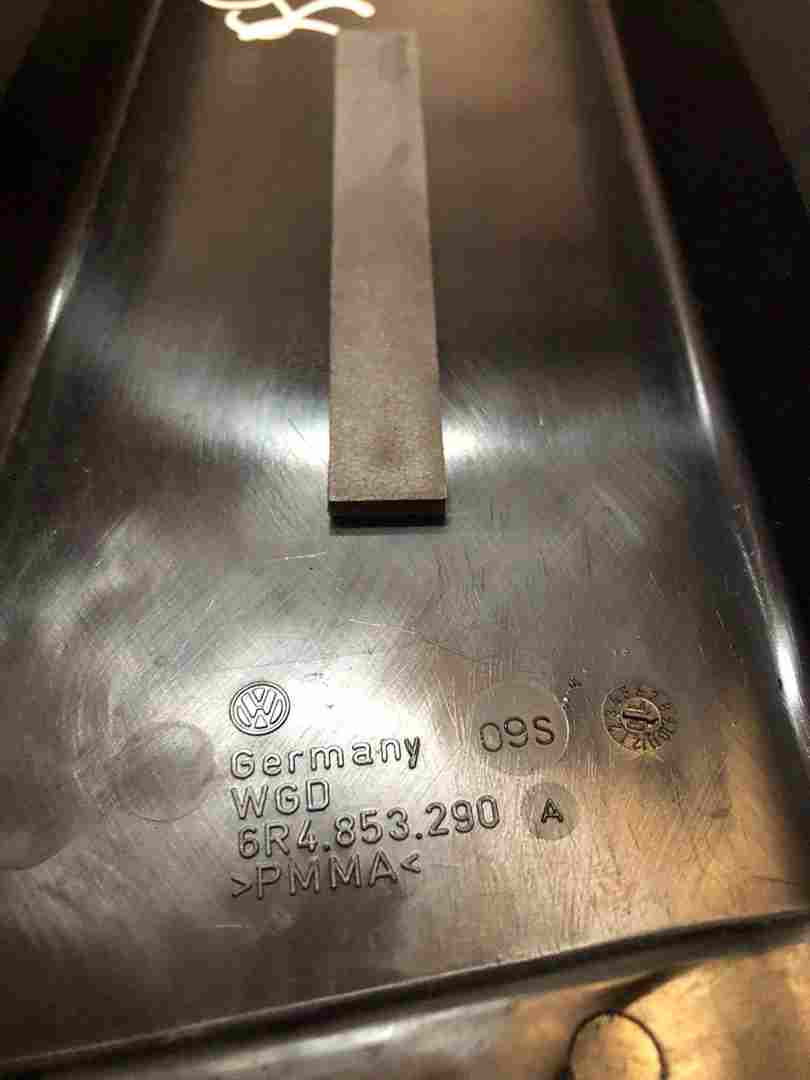 Germany
WGD
6R4.853.290 A
>PMMA<
09S